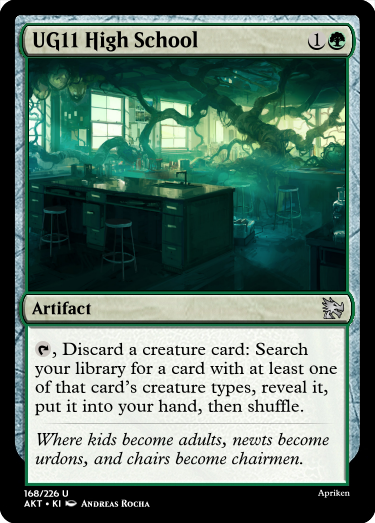 UG11 High School 1
Artifact
, Discard a creature card: Search
your library for a card with at least one
of that card's creature types, reveal it,
put it into your hand, then shuffle.
Where kids become adults, newts become
urdons, and chairs become chairmen.
168/226 U Apriken
AKT • KI Andreas Rocha